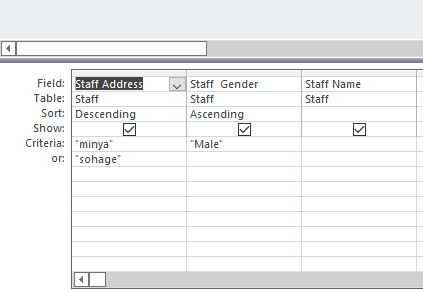 Field: Staff Address Staff  Gender Staff Name
Table: Staff Staff Staff
Sort: Descending Ascending
Show:
Criteria: "minya" "Male"
or: "sohage"